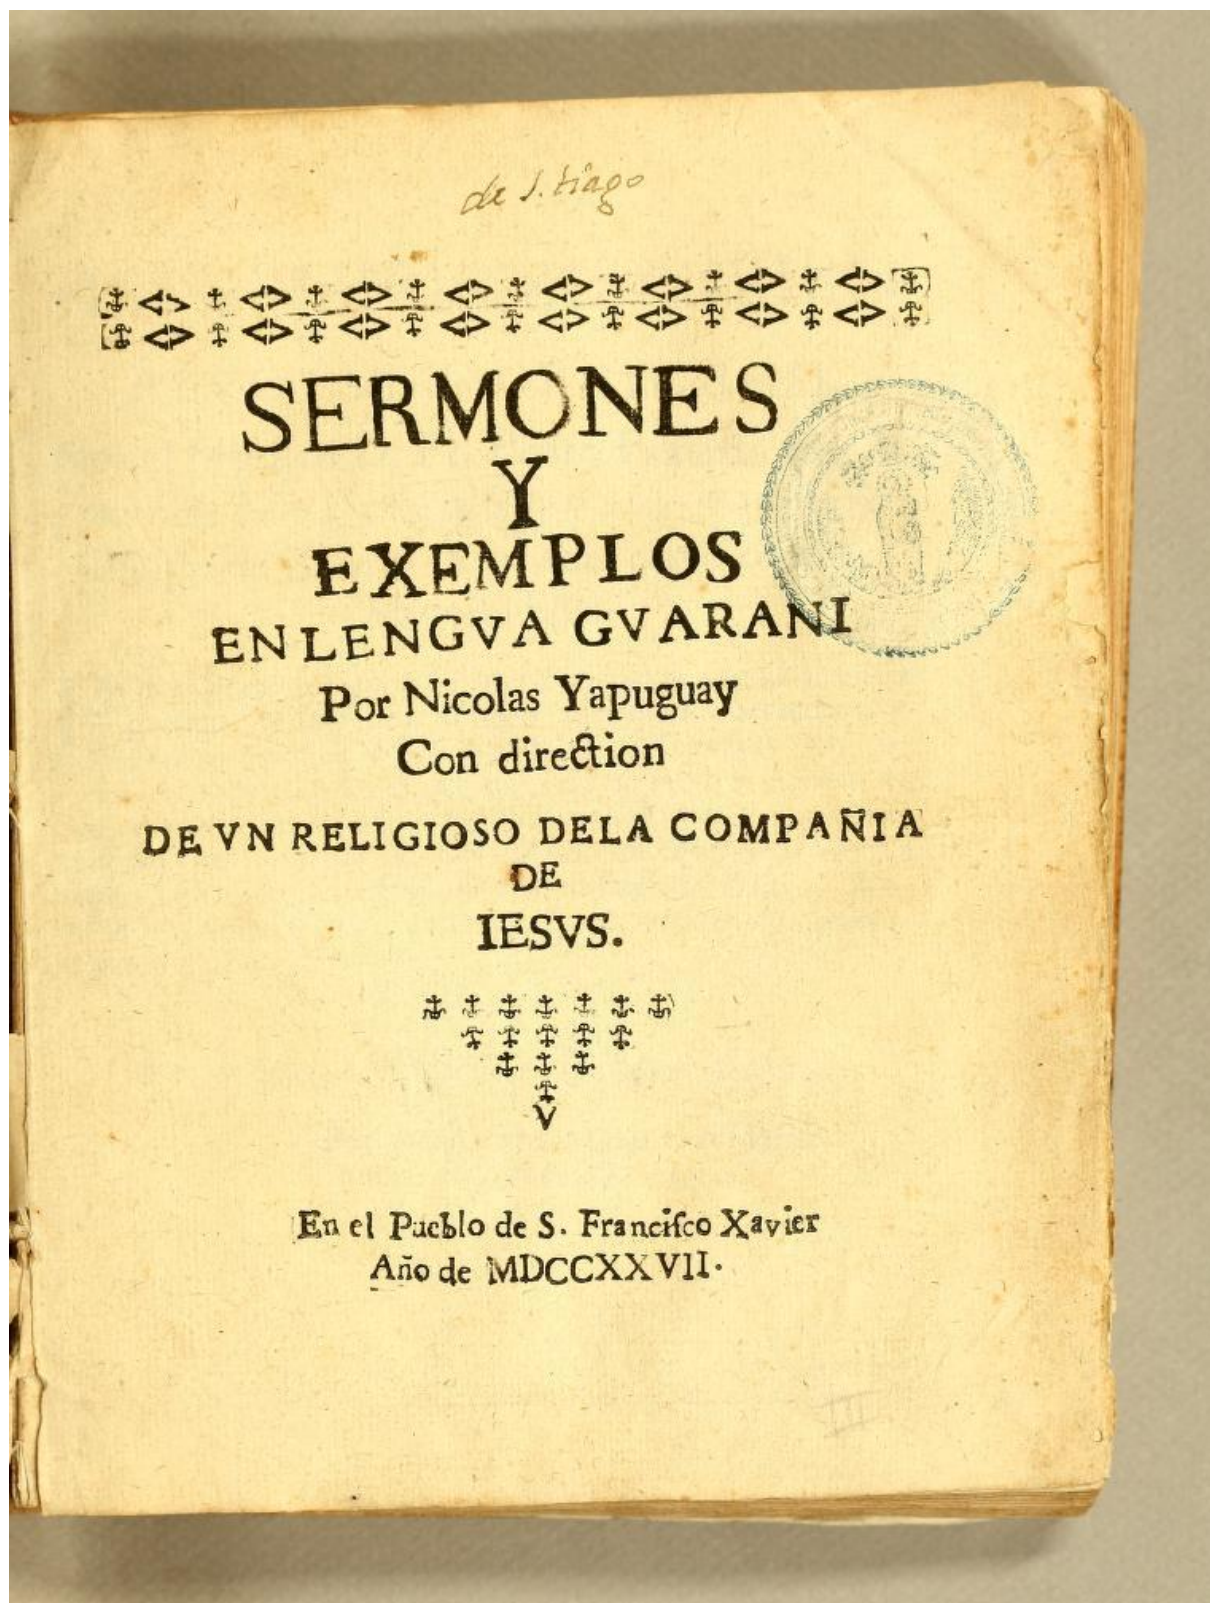 de S. tiago
SERMONES
Y
EXEMPLOS
EN LENGVA GVARANI
Por Nicolas Yapuguay
Con direction
DE VN RELIGIOSO DELA COMPAÑIA
DE
IESVS.
V
En el Pueblo de S. Franciſco Xavier
Año de MDCCXXVII.
III